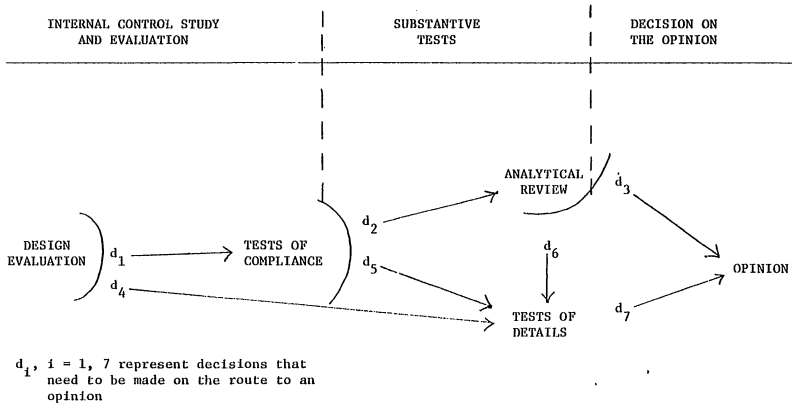 INTERNAL CONTROL STUDY
AND EVALUATION
SUBSTANTIVE
TESTS
DECISION ON
THE OPINION
ANALYTICAL
REVIEW
d3
d2
DESIGN
EVALUATION
d1
TESTS OF
COMPLIANCE
d6
d5
OPINION
d4
d7
TESTS OF
DETAILS
di, i = 1, 7 represent decisions that
need to be made on the route to an
opinion